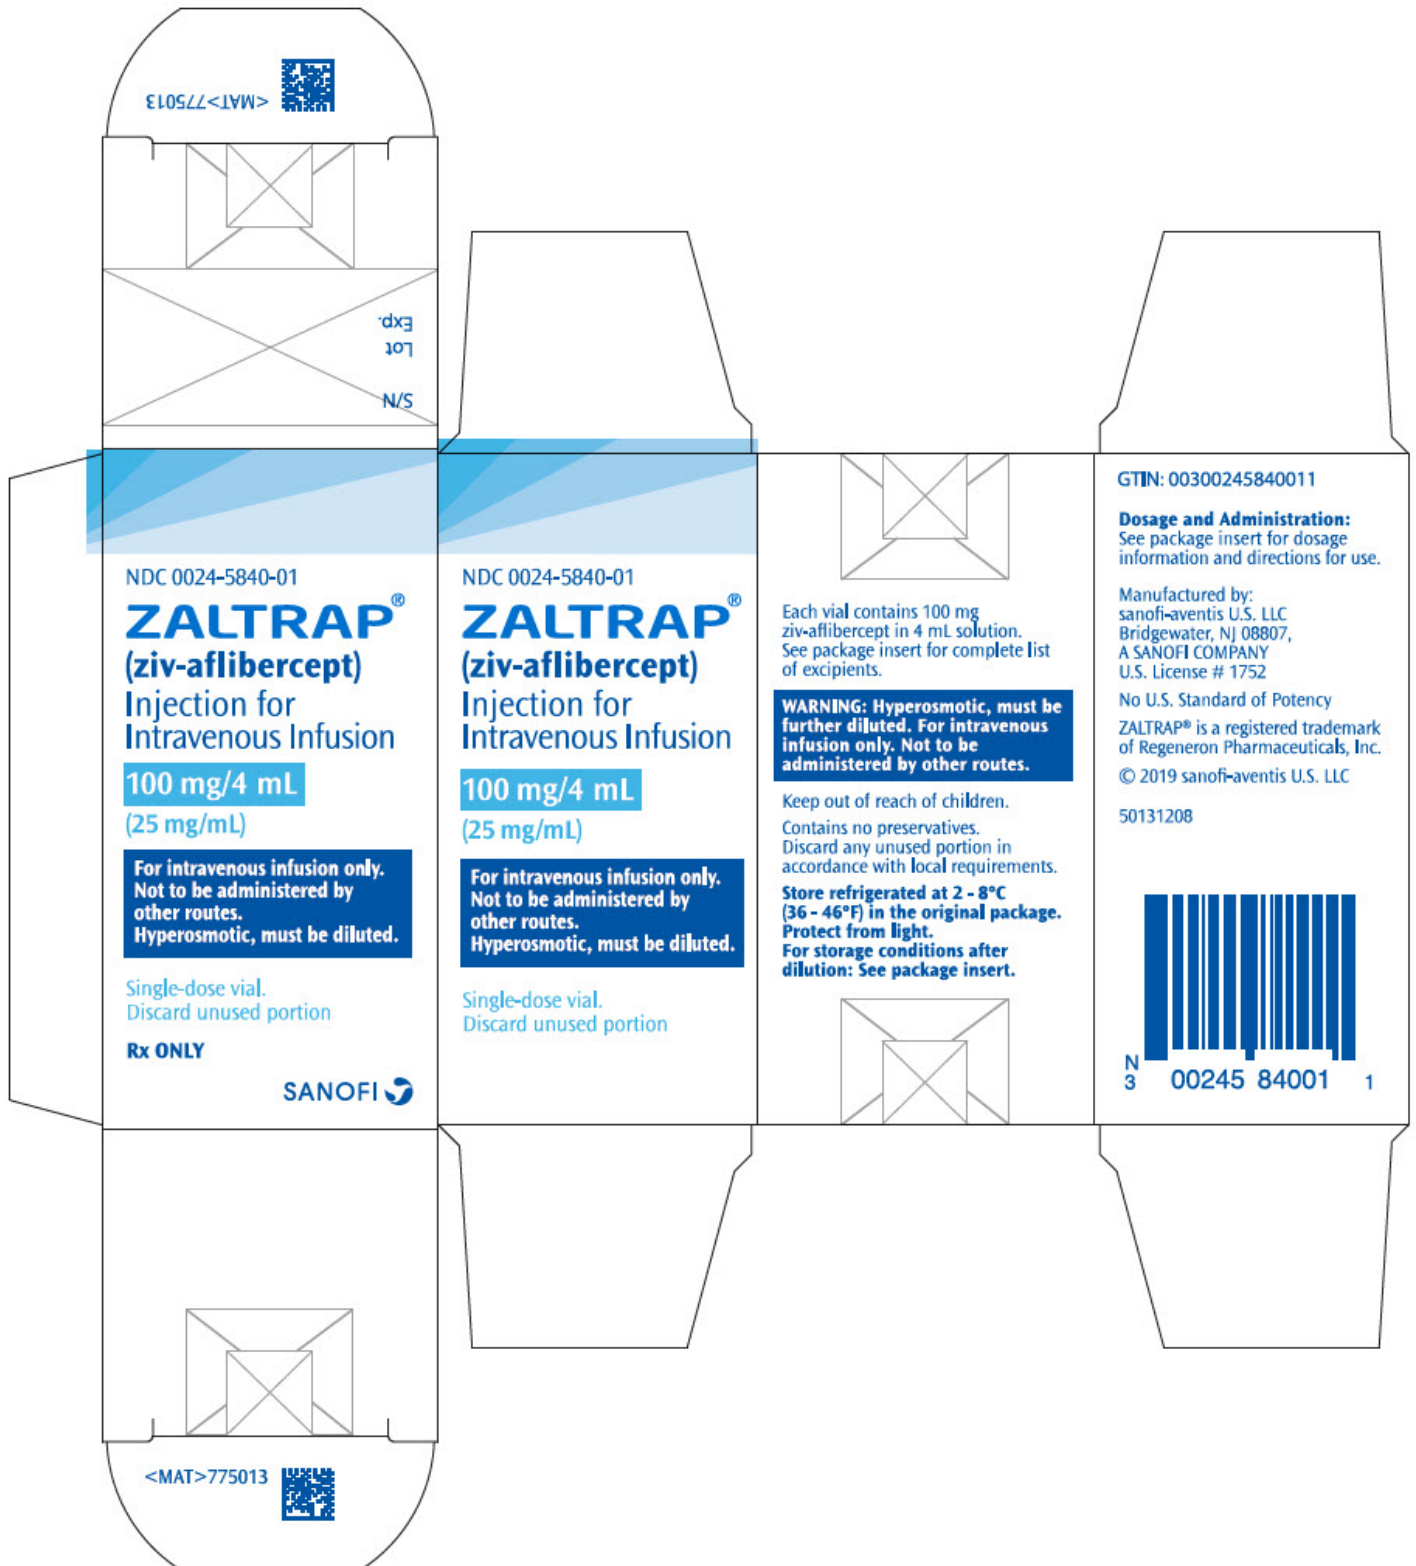 <MAT>775013
Exp.
Lot
S/N
NDC 0024-5840-01
ZALTRAP®
(ziv-aflibercept)
Injection for
Intravenous Infusion
100 mg/4 mL
(25 mg/mL)
For intravenous infusion only.
Not to be administered by
other routes.
Hyperosmotic, must be diluted.
Single-dose vial.
Discard unused portion
Rx ONLY
SANOFI
NDC 0024-5840-01
ZALTRAP®
(ziv-aflibercept)
Injection for
Intravenous Infusion
100 mg/4 mL
(25 mg/mL)
For intravenous infusion only.
Not to be administered by
other routes.
Hyperosmotic, must be diluted.
Single-dose vial.
Discard unused portion
Each vial contains 100 mg
ziv-aflibercept in 4 mL solution.
See package insert for complete list
of excipients.
WARNING: Hyperosmotic, must be
further diluted. For intravenous
infusion only. Not to be
administered by other routes.
Keep out of reach of children.
Contains no preservatives.
Discard any unused portion in
accordance with local requirements.
Store refrigerated at 2 - 8°C
(36 - 46°F) in the original package.
Protect from light.
For storage conditions after
dilution: See package insert.
GTIN: 00300245840011
Dosage and Administration:
See package insert for dosage
information and directions for use.
Manufactured by:
sanofi-aventis U.S. LLC
Bridgewater, NJ 08807,
A SANOFI COMPANY
U.S. License # 1752
No U.S. Standard of Potency
ZALTRAP® is a registered trademark
of Regeneron Pharmaceuticals, Inc.
© 2019 sanofi-aventis U.S. LLC
50131208
N
3 00245 84001 1
<MAT>775013